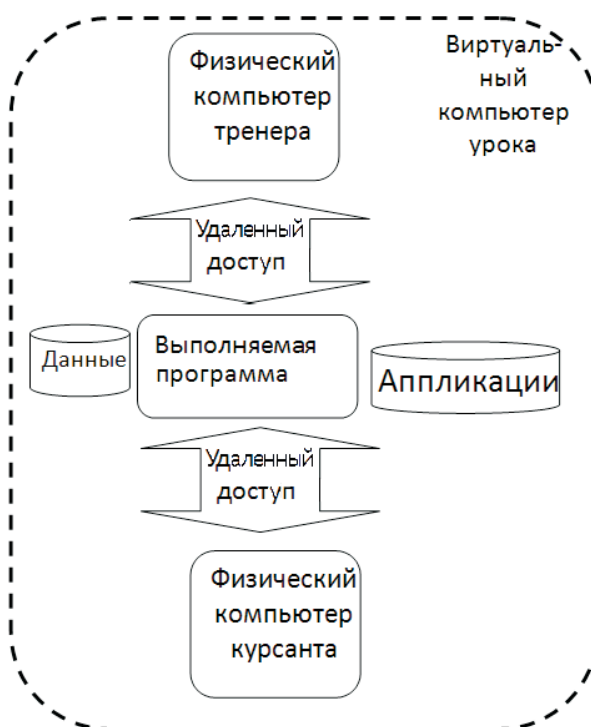 Физический
компьютер
тренера
Виртуаль-
ный
компьютер
урока
Удаленный
доступ
Данные
Выполняемая
программа
Аппликации
Удаленный
доступ
Физический
компьютер
курсанта